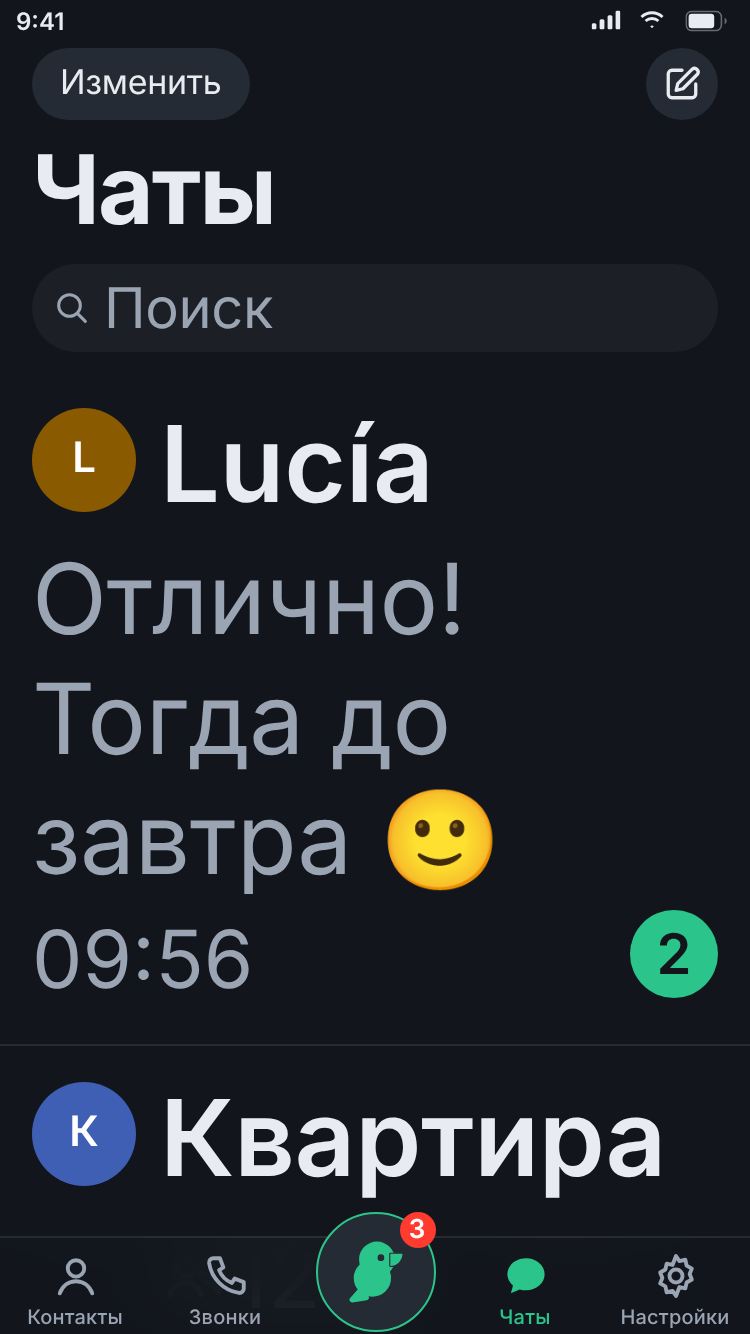 9:41
Изменить
Чаты
Поиск
L
Lucía
Отлично!
Тогда до
завтра 🙂
09:56
2
К
Квартира
3
Контакты
Звонки
Чаты
Настройки